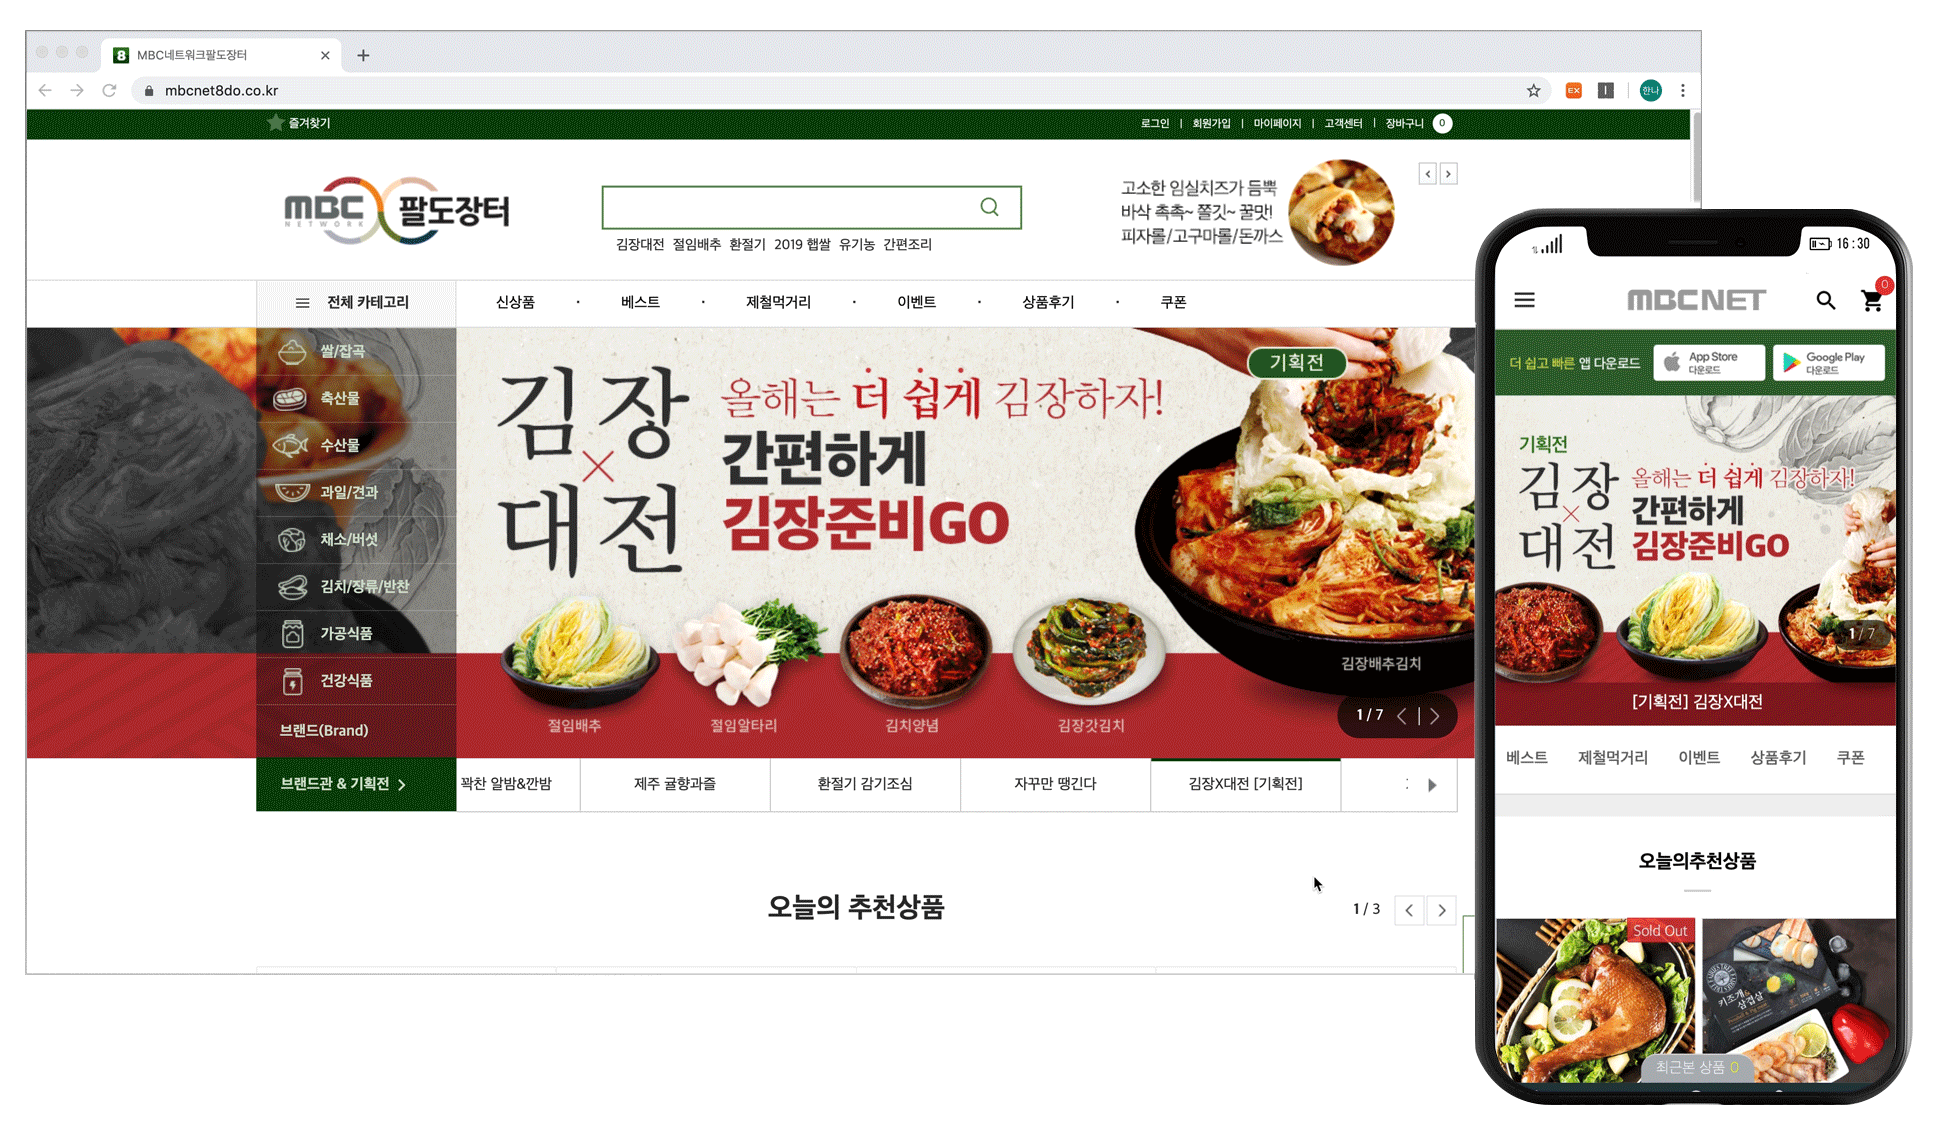 8 MBC네트워크팔도장터
mbcnet8do.co.kr
EX
한나
즐겨찾기
로그인 | 회원가입 | 마이페이지 | 고객센터 | 장바구니 0
MBC
NETWORK
팔도장터
김장대전 절임배추 환절기 2019 햅쌀 유기농 간편조리
고소한 임실치즈가 듬뿍
바삭 촉촉~ 쫄깃~ 꿀맛!
피자롤/고구마롤/돈까스
전체 카테고리
신상품 · 베스트 · 제철먹거리 · 이벤트 · 상품후기 · 쿠폰
쌀/잡곡
축산물
수산물
과일/견과
채소/버섯
김치/장류/반찬
가공식품
건강식품
브랜드(Brand)
브랜드관 & 기획전
기획전
김장
×
대전
올해는 더 쉽게 김장하자!
간편하게
김장준비GO
김장배추김치
절임배추
절임알타리
김치양념
김장갓김치
1 / 7
꽉찬 알밤&깐밤
제주 귤향과즐
환절기 감기조심
자꾸만 땡긴다
김장X대전 [기획전]
오늘의 추천상품
1 / 3
16:30
MBCNET
0
더 쉽고 빠른 앱 다운로드
App Store
다운로드
Google Play
다운로드
기획전
김장
×
대전
올해는 더 쉽게 김장하자!
간편하게
김장준비GO
1 / 7
[기획전] 김장X대전
베스트 제철먹거리 이벤트 상품후기 쿠폰
오늘의추천상품
Sold Out
키조개&
삼겹살
최근본 상품 0